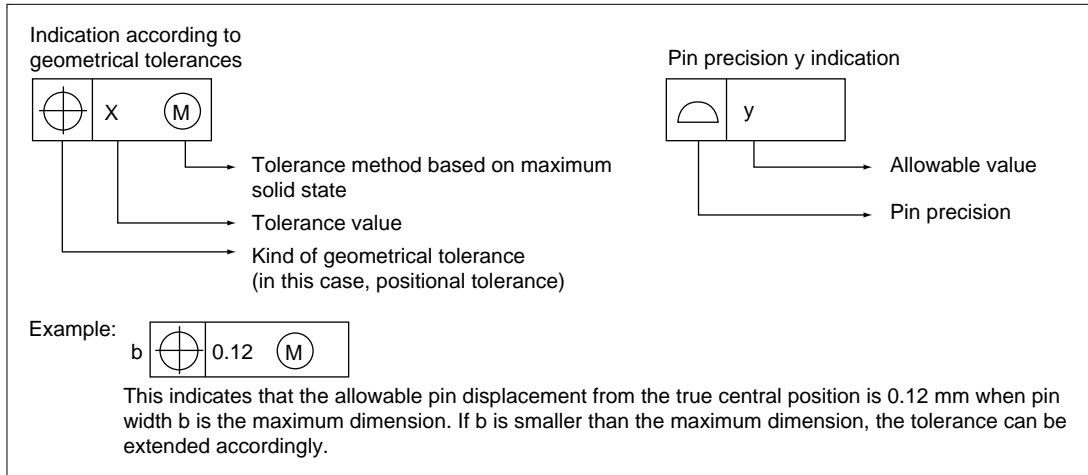 Indication according to
geometrical tolerances
X M
Tolerance method based on maximum
solid state
Tolerance value
Kind of geometrical tolerance
(in this case, positional tolerance)
Pin precision y indication
y
Allowable value
Pin precision
Example:
b 0.12 M
This indicates that the allowable pin displacement from the true central position is 0.12 mm when pin
width b is the maximum dimension. If b is smaller than the maximum dimension, the tolerance can be
extended accordingly.